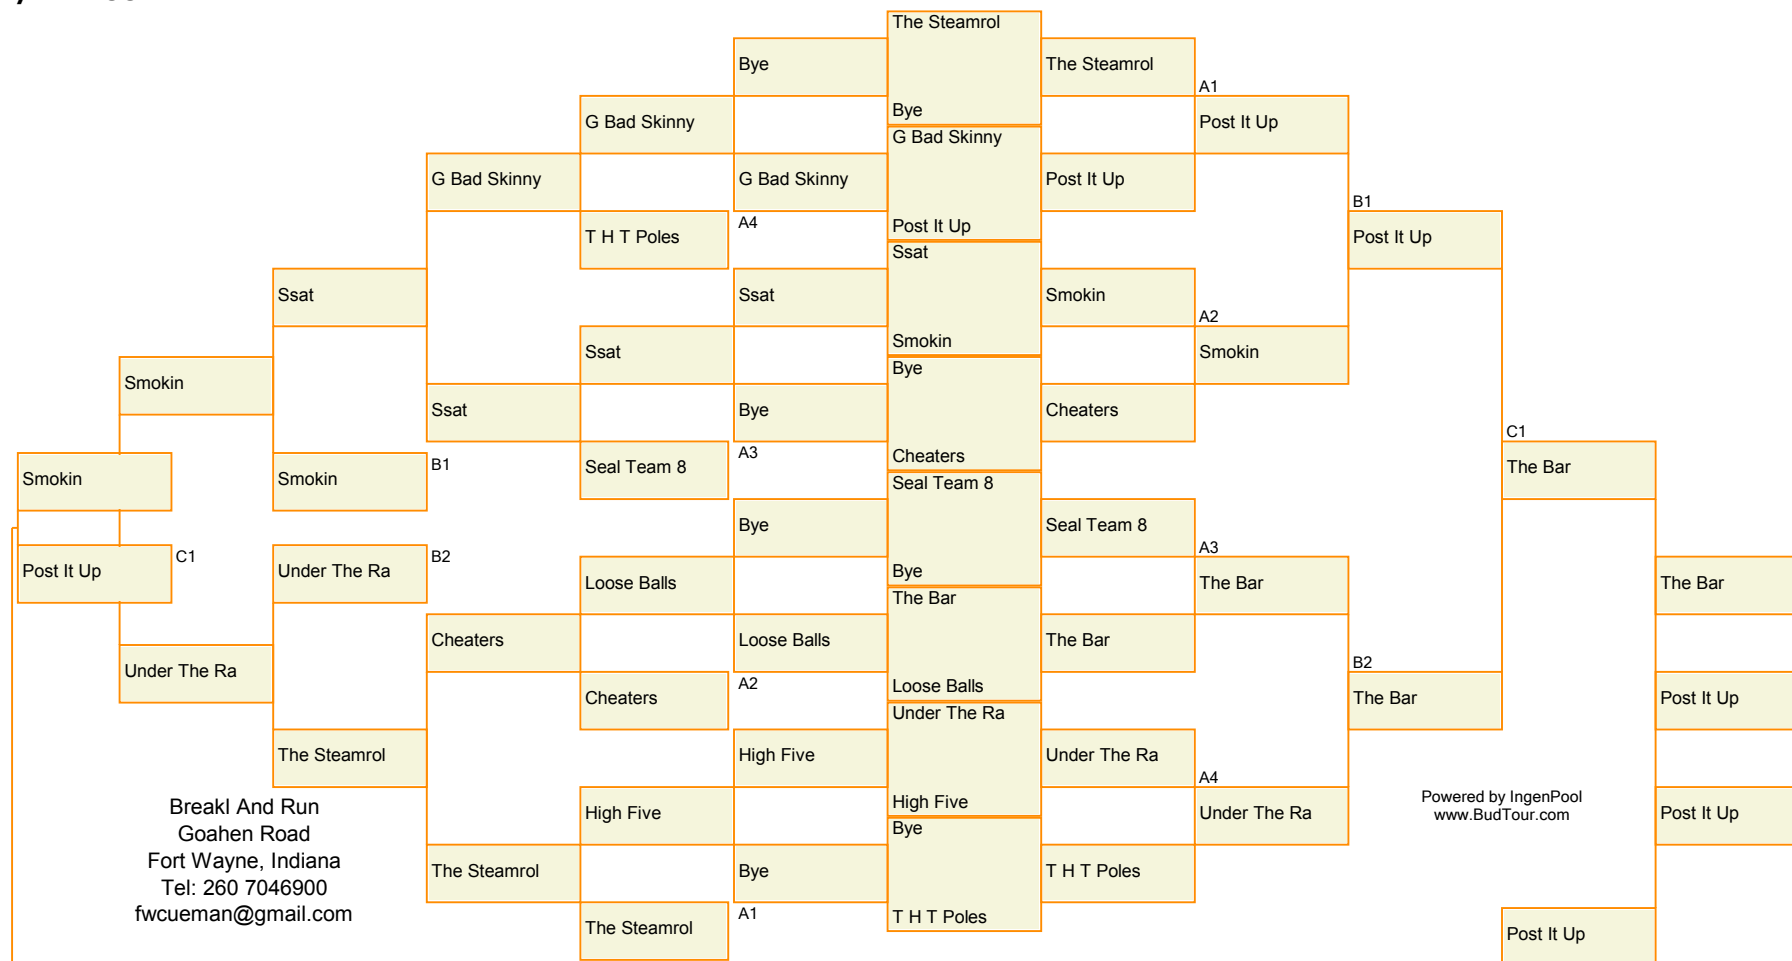 The Steamrol
Bye
The Steamrol
A1
G Bad Skinny
Bye
Post It Up
G Bad Skinny
G Bad Skinny
G Bad Skinny
Post It Up
B1
T H T Poles
A4
Post It Up
Post It Up
Ssat
Ssat
Ssat
Smokin
A2
Ssat
Smokin
Smokin
Smokin
Bye
Ssat
Bye
Cheaters
C1
Smokin
Smokin
B1
Seal Team 8
A3
Cheaters
The Bar
Seal Team 8
Bye
Seal Team 8
A3
Post It Up
C1
Under The Ra
B2
Loose Balls
Bye
The Bar
The Bar
The Bar
Cheaters
Loose Balls
The Bar
B2
Under The Ra
Cheaters
A2
Loose Balls
The Bar
Post It Up
Under The Ra
The Steamrol
High Five
Under The Ra
A4
Breakl And Run
Goahen Road
Fort Wayne, Indiana
Tel: 260 7046900
fwcueman@gmail.com
High Five
High Five
Under The Ra
Powered by IngenPool
www.BudTour.com
Post It Up
Bye
The Steamrol
Bye
T H T Poles
The Steamrol
A1
T H T Poles
Post It Up